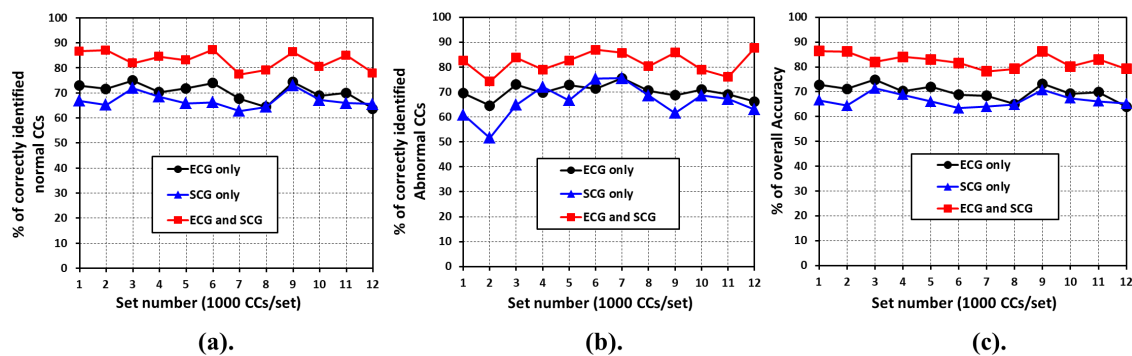 % of correctly identified
normal CCs
100
90
80
70
60
50
40
30
20
10
0
ECG only
SCG only
ECG and SCG
1 2 3 4 5 6 7 8 9 10 11 12
Set number (1000 CCs/set)
(a).
% of correctly identified
Abnormal CCs
100
90
80
70
60
50
40
30
20
10
0
ECG only
SCG only
ECG and SCG
1 2 3 4 5 6 7 8 9 10 11 12
Set number (1000 CCs/set)
(b).
% of overall Accuracy
100
90
80
70
60
50
40
30
20
10
0
ECG only
SCG only
ECG and SCG
1 2 3 4 5 6 7 8 9 10 11 12
Set number (1000 CCs/set)
(c).